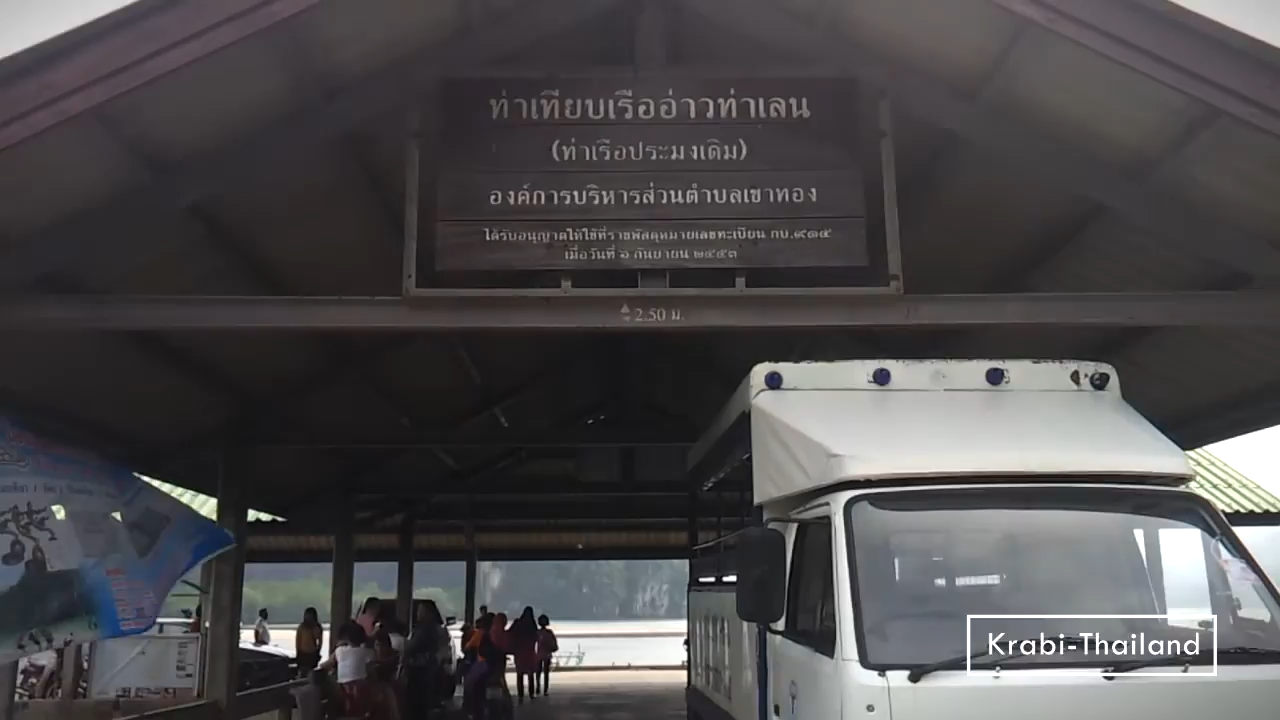 ท่าเทียบเรืออ่าวท่าเลน
(ท่าเรือประมงเดิม)
องค์การบริหารส่วนตำบลเขาทอง
ได้รับอนุญาตให้ใช้ที่ราชพัสดุหมายเลขทะเบียน กบ.๙๑๔
เมื่อวันที่ ๖ กันยายน ๒๕๕๓
2.50 ม.
Krabi-Thailand